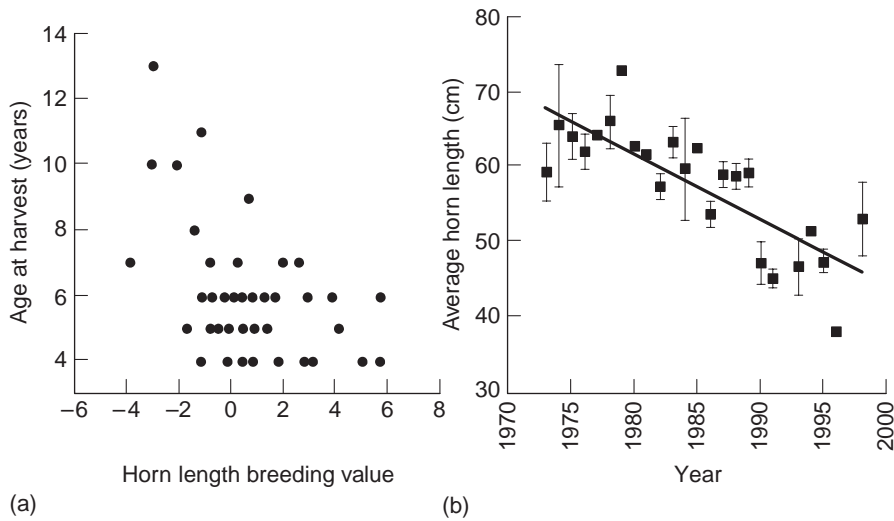 14
12
10
8
6
4
−6 −4 −2 0 2 4 6 8
Age at harvest (years)
Horn length breeding value
(a)
80
70
60
50
40
30
1970 1975 1980 1985 1990 1995 2000
Average horn length (cm)
Year
(b)